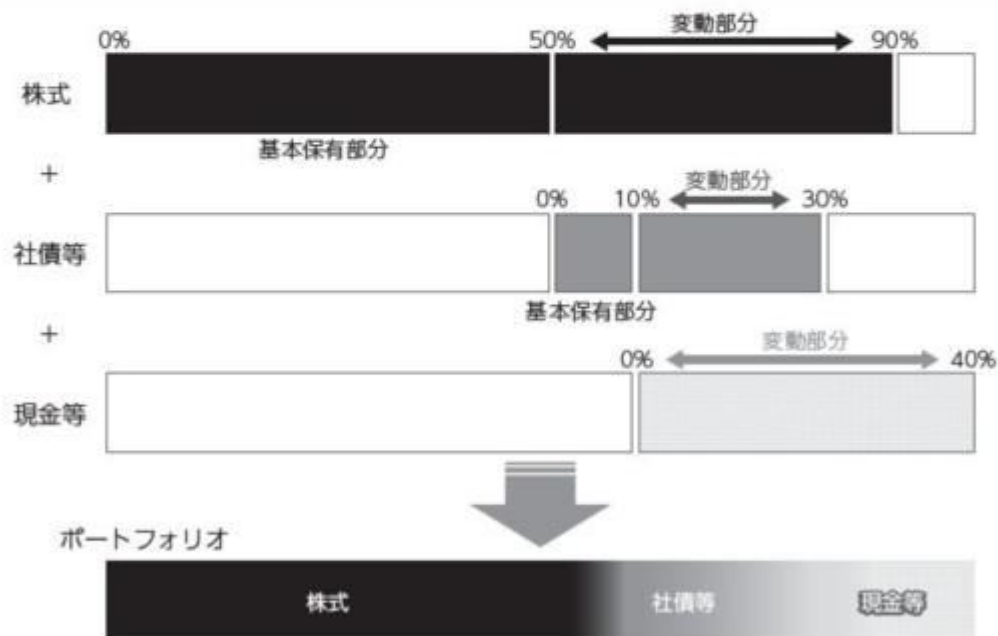 変動部分
0% 50% 90%
株式
基本保有部分
+
変動部分
0% 10% 30%
社債等
基本保有部分
+
変動部分
0% 40%
現金等
ポートフォリオ
株式 社債等 現金等